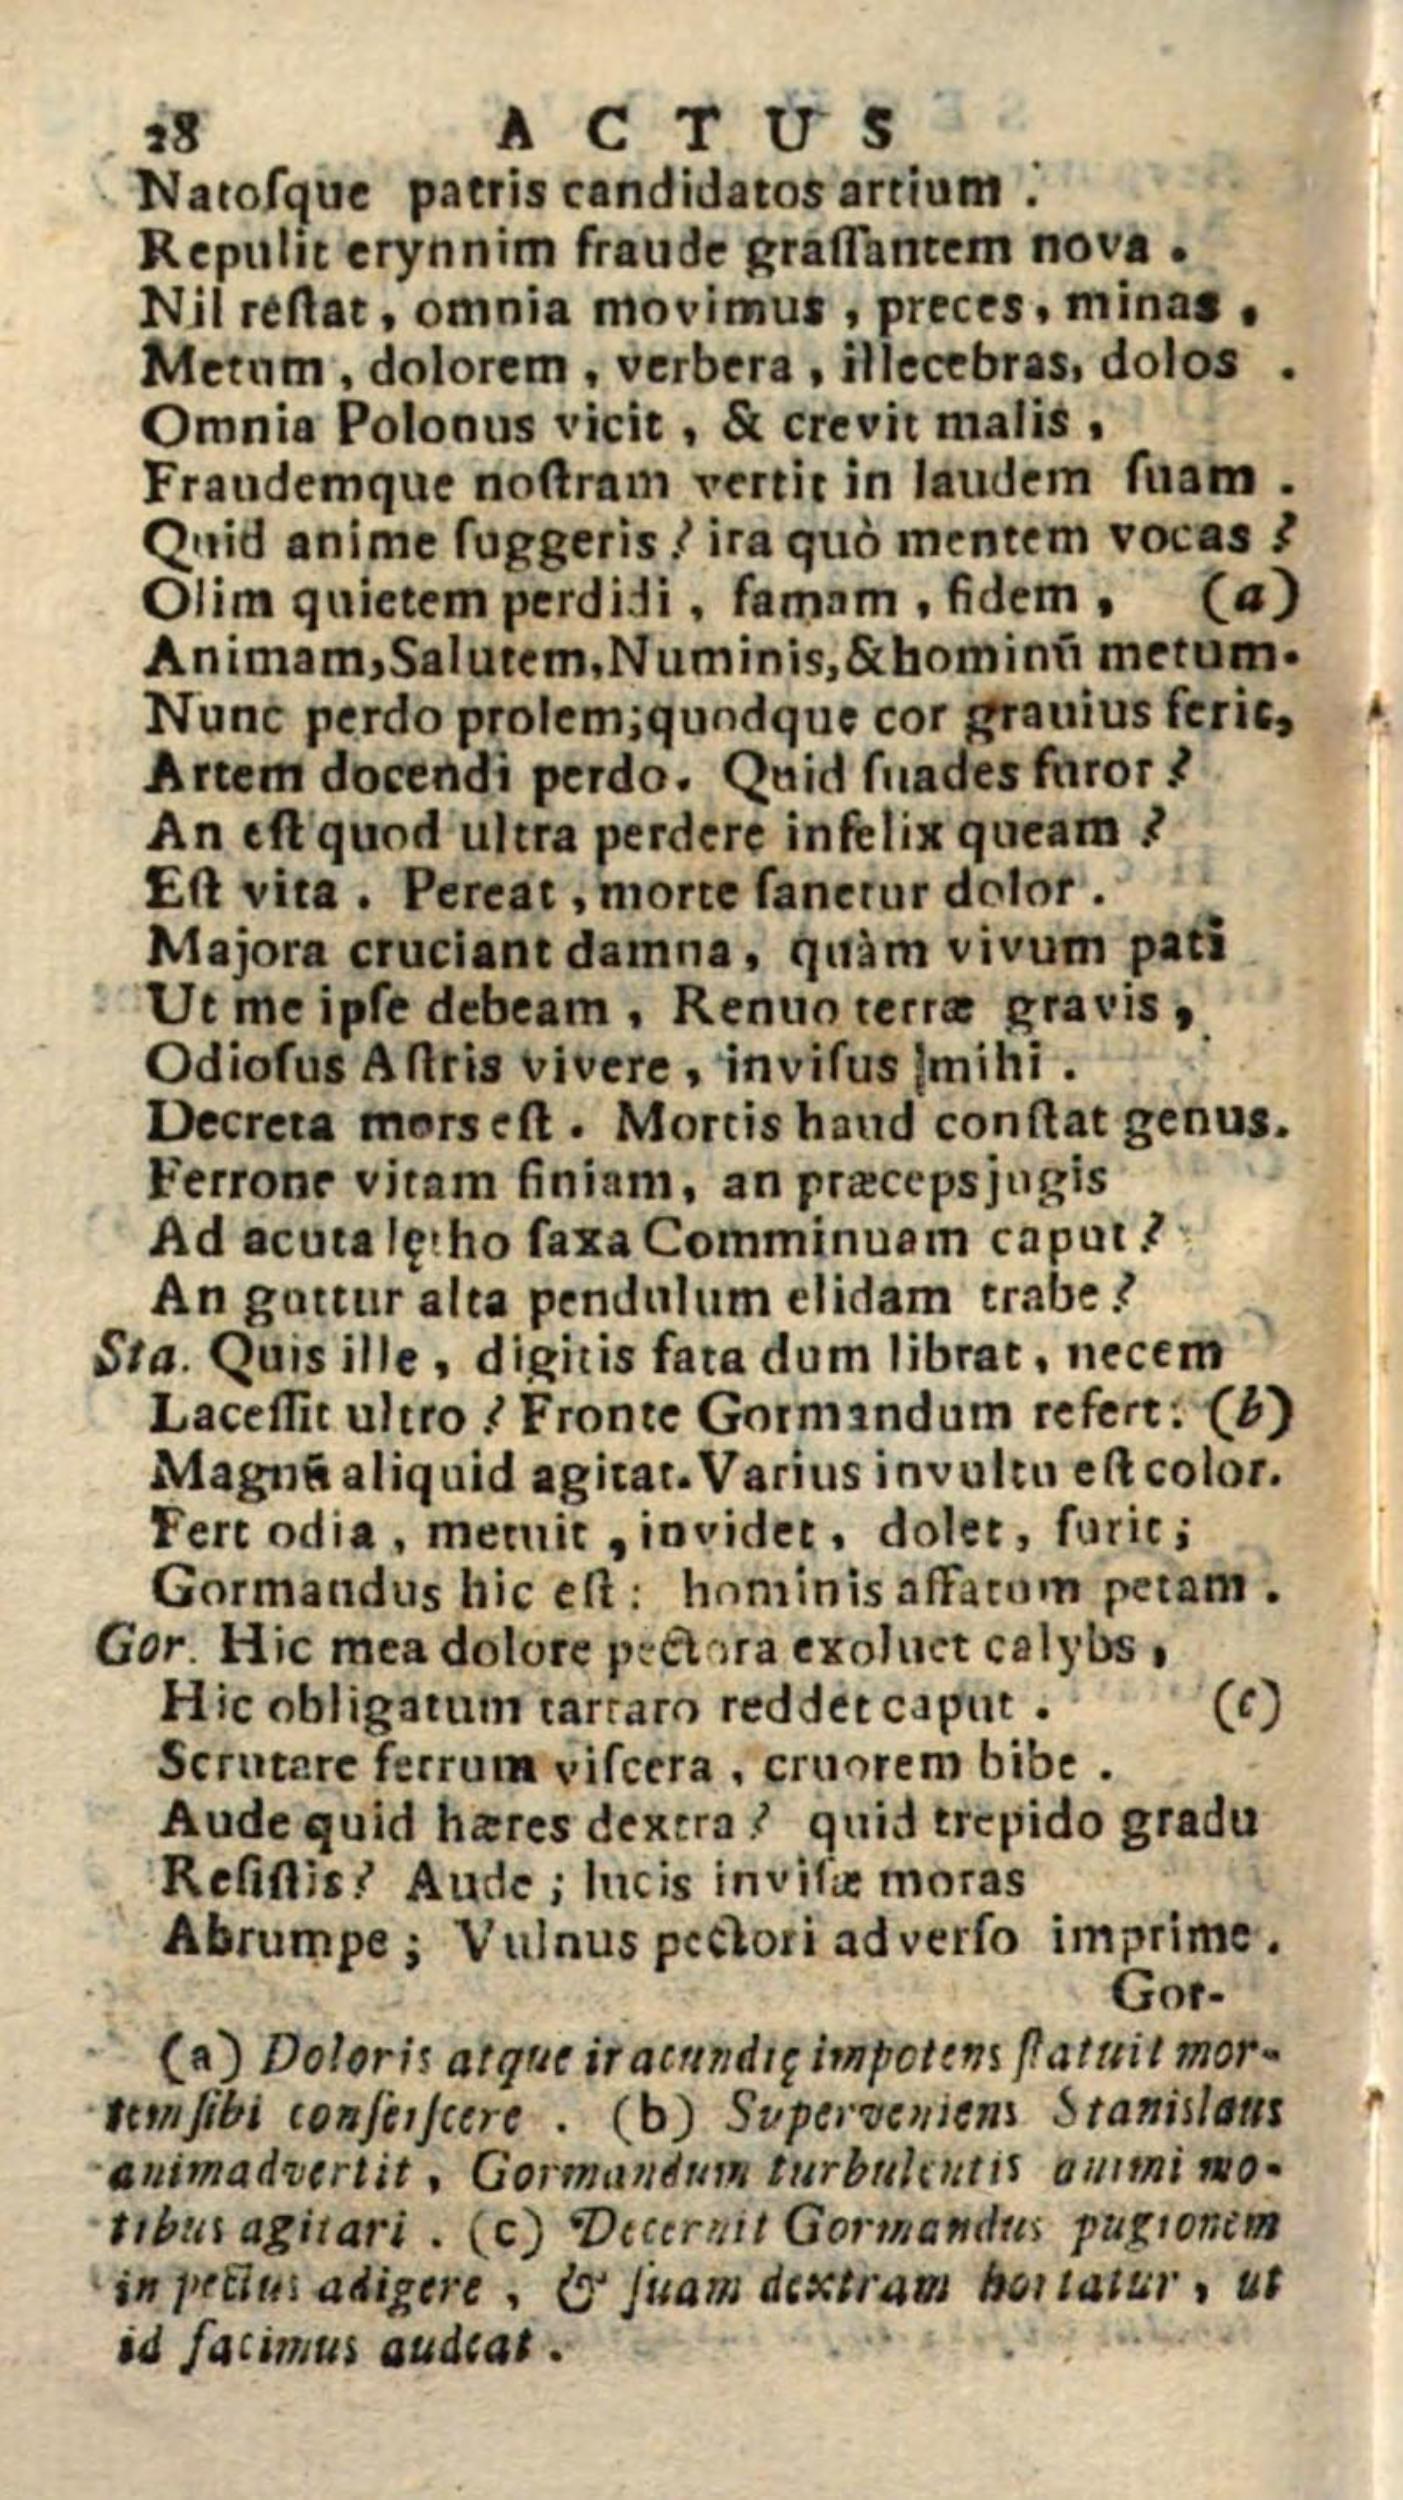 28 ACTUS
Natoſque patris candidatos artium .
Repulit erynnim fraude graſſantem nova .
Nil reſtat , omnia movimus , preces , minas ,
Metum , dolorem , verbera , illecebras, dolos .
Omnia Polonus vicit , & crevit malis ,
Fraudemque noſtram vertit in laudem ſuam .
Quid anime ſuggeris ? ira quò mentem vocas ?
Olim quietem perdidi , famam , fidem , (a)
Animam,Salutem,Numinis,&hominū metum.
Nunc perdo prolem;quodque cor grauius ferit,
Artem docendi perdo. Quid ſuades furor ?
An eſt quod ultra perdere infelix queam ?
Eſt vita . Pereat , morte ſanetur dolor .
Majora cruciant damna , quàm vivum pati
Ut me ipſe debeam , Renuo terræ gravis ,
Odioſus Aſtris vivere , inviſus mihi .
Decreta mors eſt . Mortis haud conſtat genus.
Ferrone vitam finiam, an præceps jugis
Ad acuta lętho ſaxa Comminuam caput ?
An guttur alta pendulum elidam trabe ?
Sta. Quis ille , digitis fata dum librat , necem
Laceſſit ultro ? Fronte Gormandum refert : (b)
Magnū aliquid agitat. Varius invultu eſt color.
Fert odia , metuit , invidet , dolet , furit ;
Gormandus hic eſt : hominis affatum petam .
Gor. Hic mea dolore pectora exoluet calybs ,
Hic obligatum tartaro reddet caput . (c)
Scrutare ferrum viſcera , cruorem bibe .
Aude quid hæres dextra ? quid trepido gradu
Reſiſtis ? Aude ; lucis inviſæ moras
Abrumpe ; Vulnus pectori adverſo imprime .
Gor-
(a) Doloris atque iracundię impotens ſtatuit mor-
tem ſibi conſciſcere . (b) Superveniens Stanislaus
animadvertit , Gormandum turbulentis animi mo-
tibus agitari . (c) Decernit Gormandus pugionem
in pectus adigere , & ſuam dextram hortatur , ut
id facimus audeat .